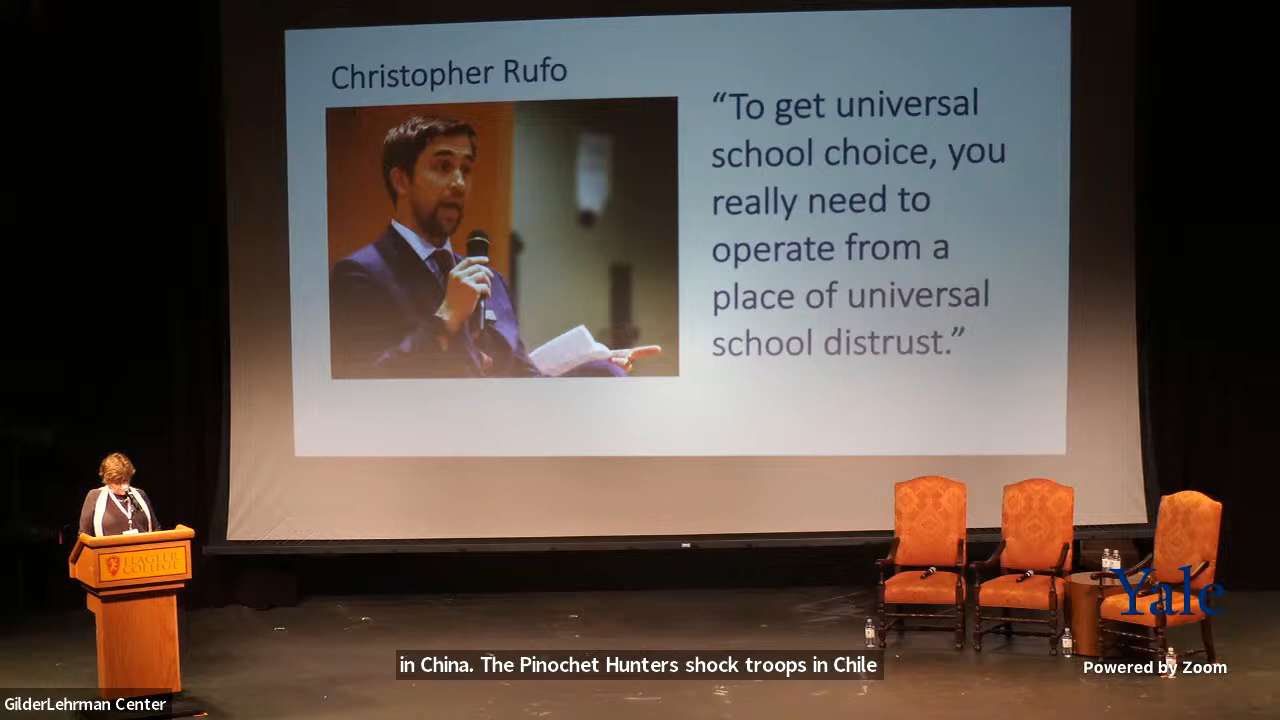 Christopher Rufo
“To get universal
school choice, you
really need to
operate from a
place of universal
school distrust.”
FLAGLER
COLLEGE
Yale
in China. The Pinochet Hunters shock troops in Chile
Powered by Zoom
GilderLehrman Center